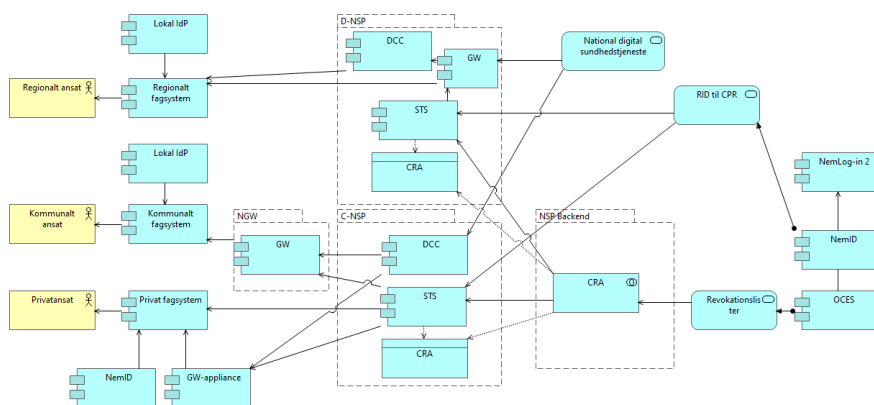 D-NSP
Lokal IdP
DCC
National digital
sundhedstjeneste
GW
Regionalt ansat
Regionalt
fagsystem
RID til CPR
STS
Lokal IdP
CRA
NemLog-in 2
Kommunalt
ansat
Kommunalt
fagsystem
NGW
C-NSP
NSP Backend
GW
DCC
NemID
Privatansat
Privat fagsystem
STS
CRA
Revokationslis
ter
OCES
CRA
NemID
GW-appliance